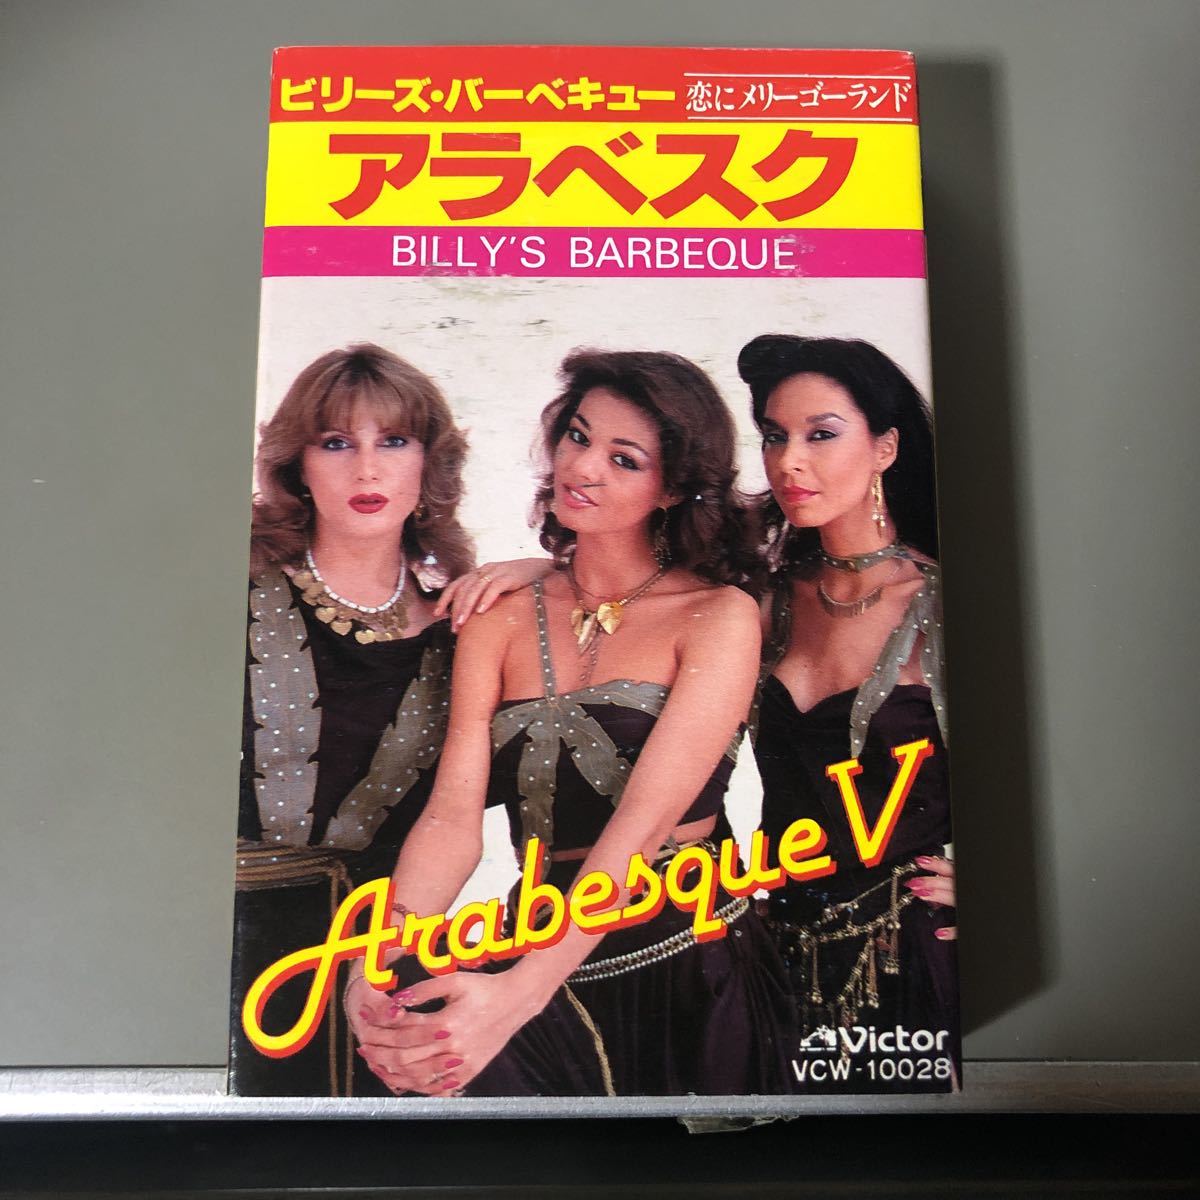 ビリーズ・バーベキュー 恋にメリーゴーランド
アラベスク
BILLY'S BARBEQUE
Arabesque V
Victor
VCW-10028